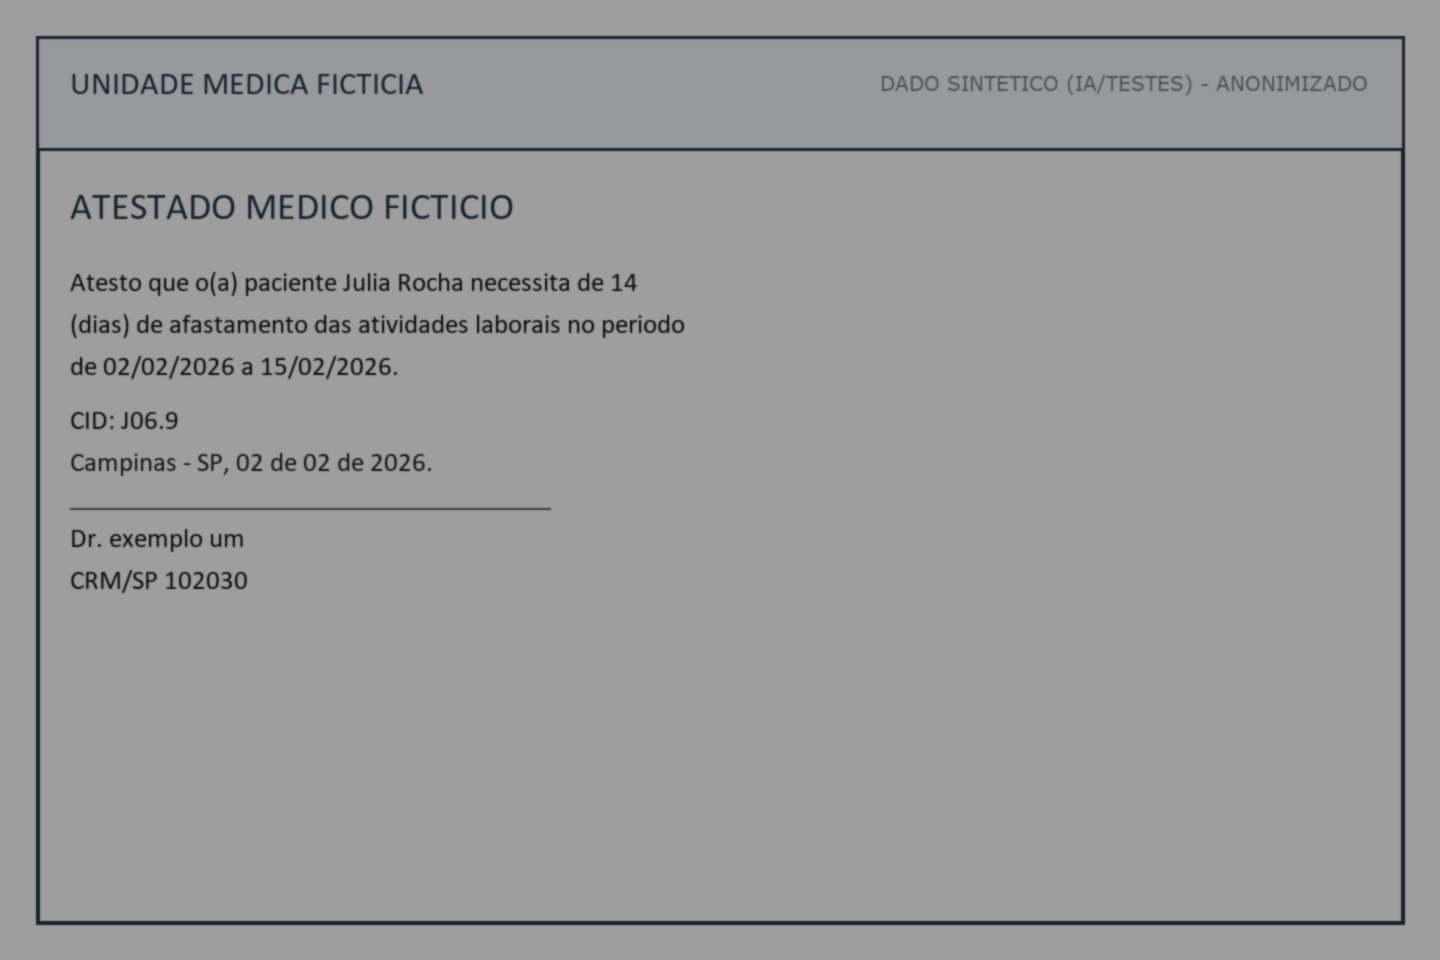 UNIDADE MEDICA FICTICIA
DADO SINTETICO (IA/TESTES) - ANONIMIZADO
ATESTADO MEDICO FICTICIO
Atesto que o(a) paciente Julia Rocha necessita de 14
(dias) de afastamento das atividades laborais no periodo
de 02/02/2026 a 15/02/2026.
CID: J06.9
Campinas - SP, 02 de 02 de 2026.
Dr. exemplo um
CRM/SP 102030